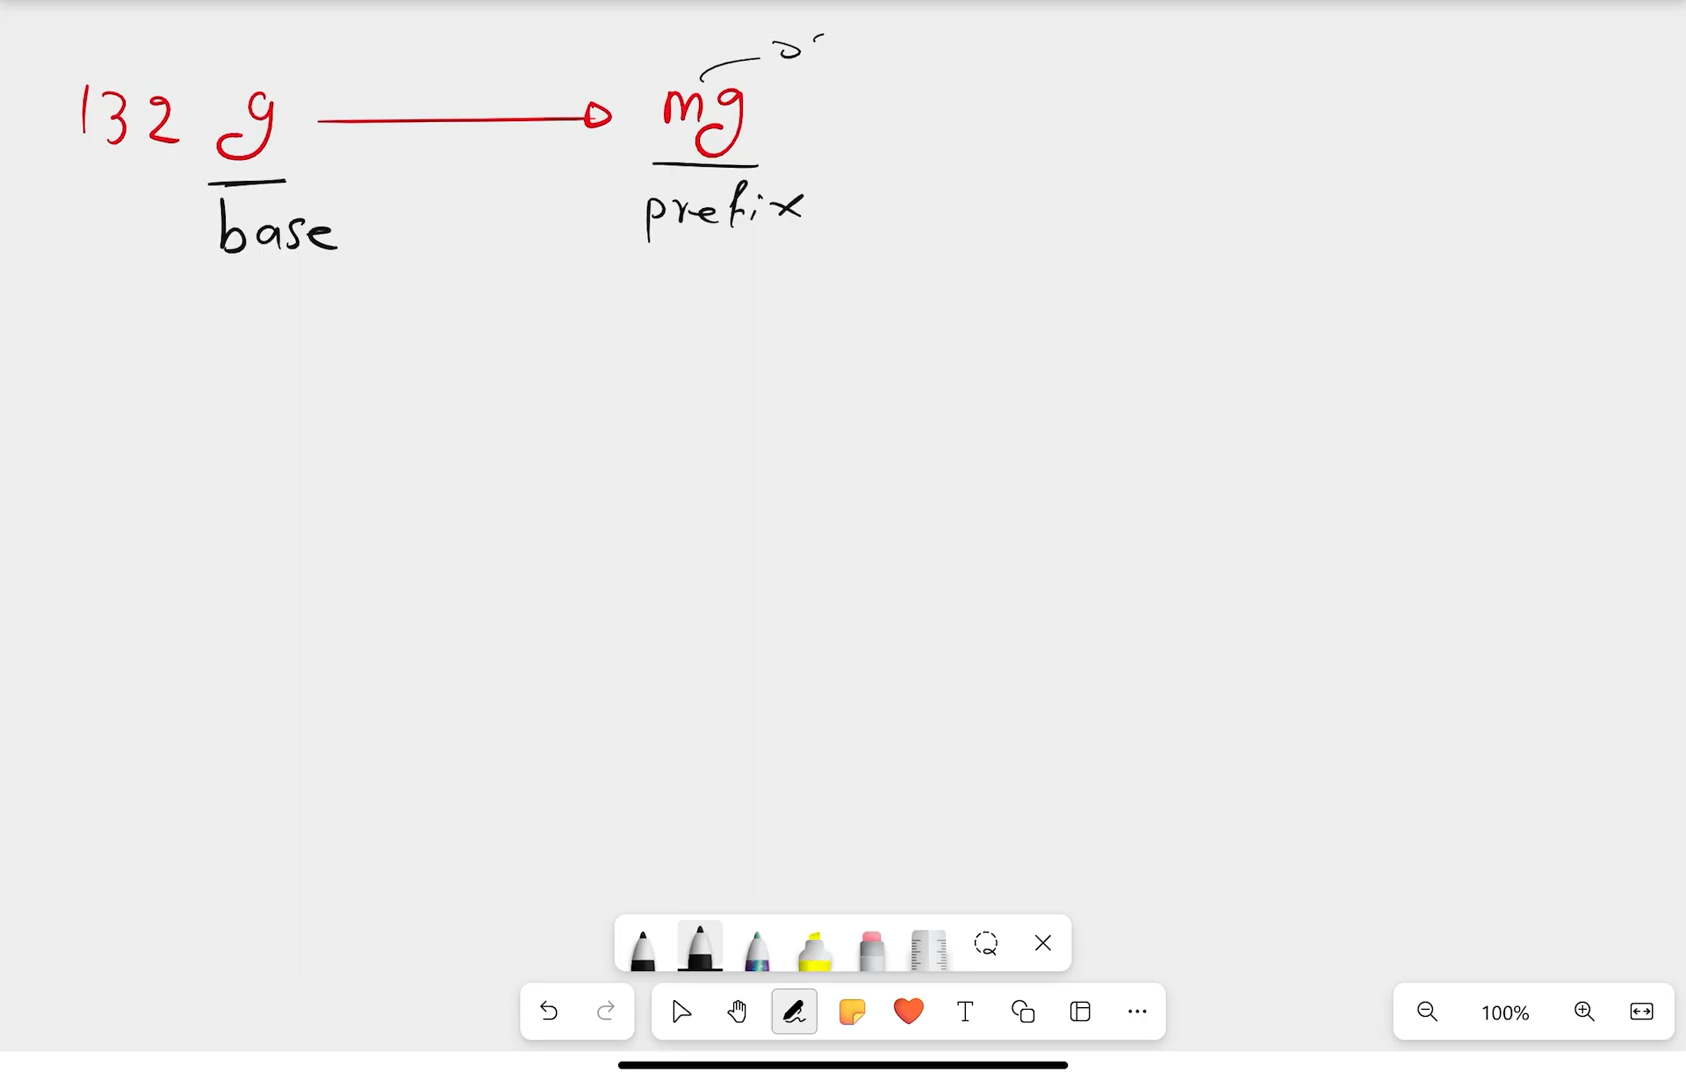 132 g → mg
base prefix
100%